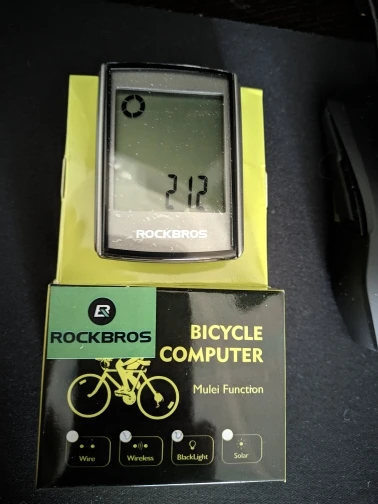 212
ROCKBROS
ROCKBROS
BICYCLE
COMPUTER
Mulei Function
Wire
Wireless
BlackLight
Solar